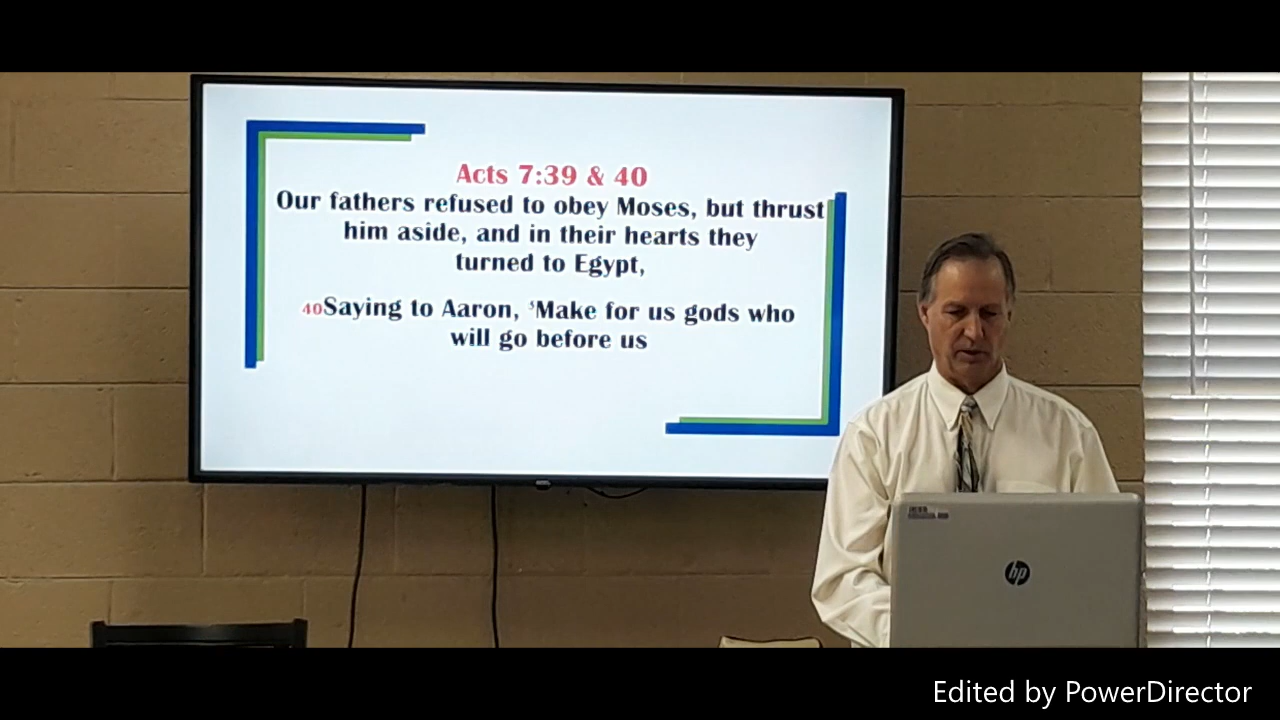 Acts 7:39 & 40
Our fathers refused to obey Moses, but thrust
him aside, and in their hearts they
turned to Egypt,
40Saying to Aaron, ‘Make for us gods who
will go before us
hp
Edited by PowerDirector